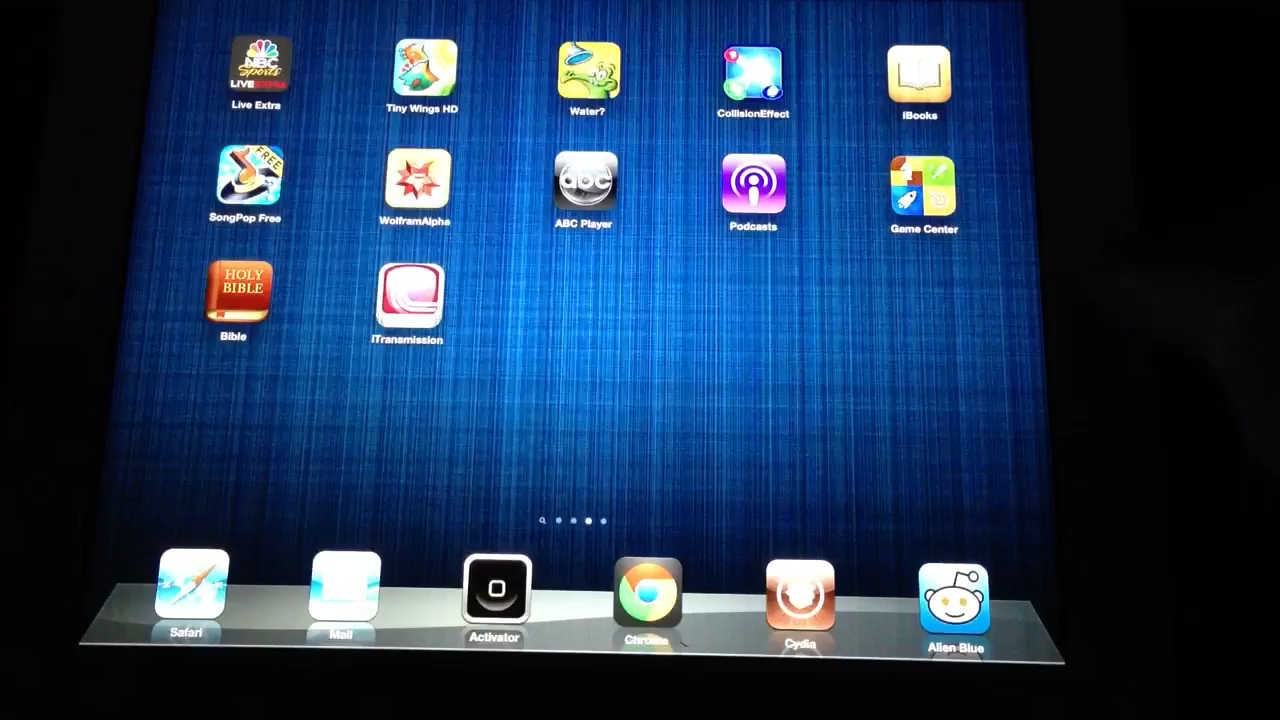 NBC
Sports
LIVE EXTRA
Live Extra
Tiny Wings HD
Water?
CollisionEffect
iBooks
FREE
SongPop Free
WolframAlpha
abc
ABC Player
Podcasts
Game Center
HOLY
BIBLE
Bible
iTransmission
Safari
Mail
Activator
Chrome
Cydia
Alien Blue